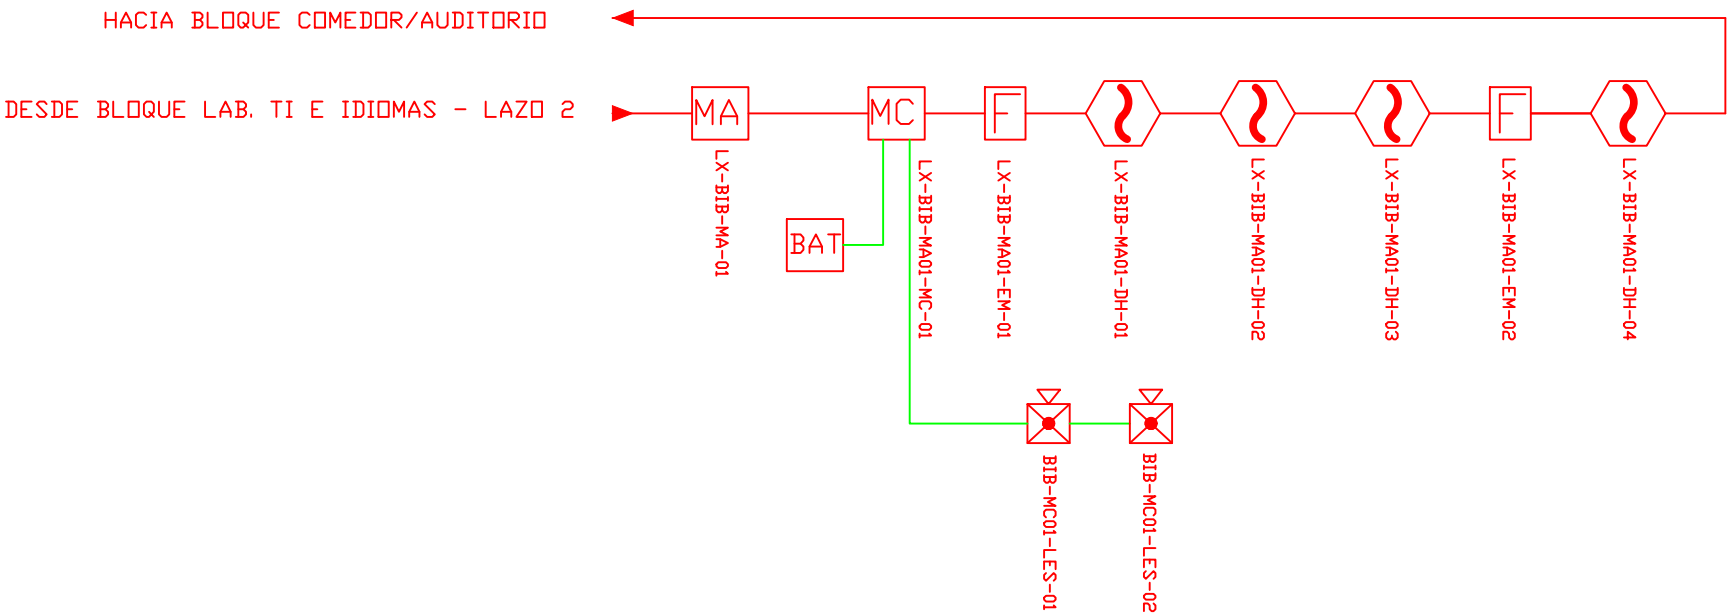 HACIA BLOQUE COMEDOR/AUDITORIO
DESDE BLOQUE LAB. TI E IDIOMAS - LAZO 2
MA
MC
F
F
LX-BIB-MA-01
LX-BIB-MA01-MC-01
LX-BIB-MA01-EM-01
LX-BIB-MA01-DH-01
LX-BIB-MA01-DH-02
LX-BIB-MA01-DH-03
LX-BIB-MA01-EM-02
LX-BIB-MA01-DH-04
BAT
BIB-MC01-LES-01
BIB-MC01-LES-02